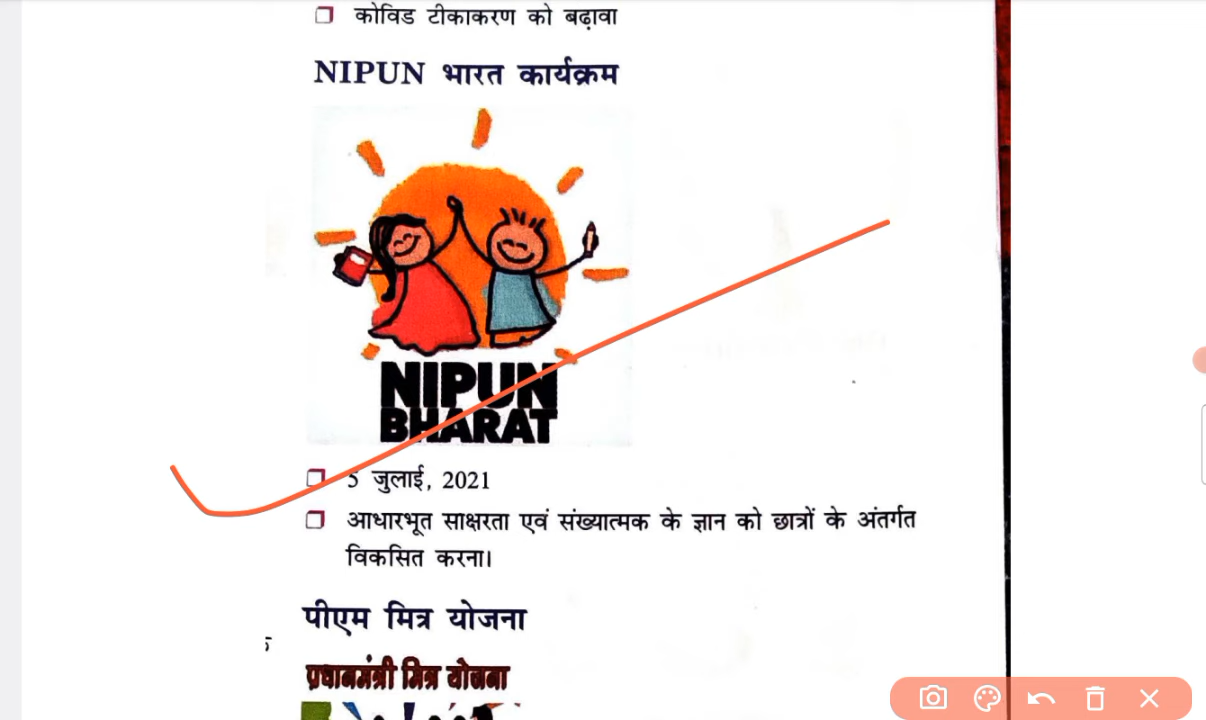 कोविड टीकाकरण को बढ़ावा
NIPUN भारत कार्यक्रम
NIPUN
BHARAT
5 जुलाई, 2021
आधारभूत साक्षरता एवं संख्यात्मक के ज्ञान को छात्रों के अंतर्गत
विकसित करना।
पीएम मित्र योजना
प्रधानमंत्री मित्र योजना